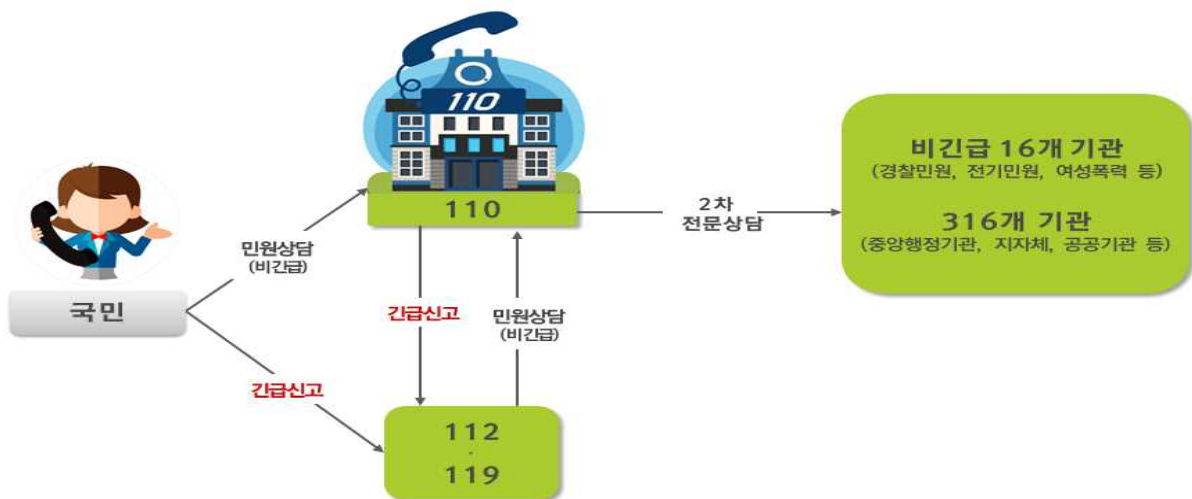 110
110
국민
민원상담
(비긴급)
긴급신고
긴급신고
민원상담
(비긴급)
112
·
119
2차
전문상담
비긴급 16개 기관
(경찰민원, 전기민원, 여성폭력 등)
316개 기관
(중앙행정기관, 지자체, 공공기관 등)